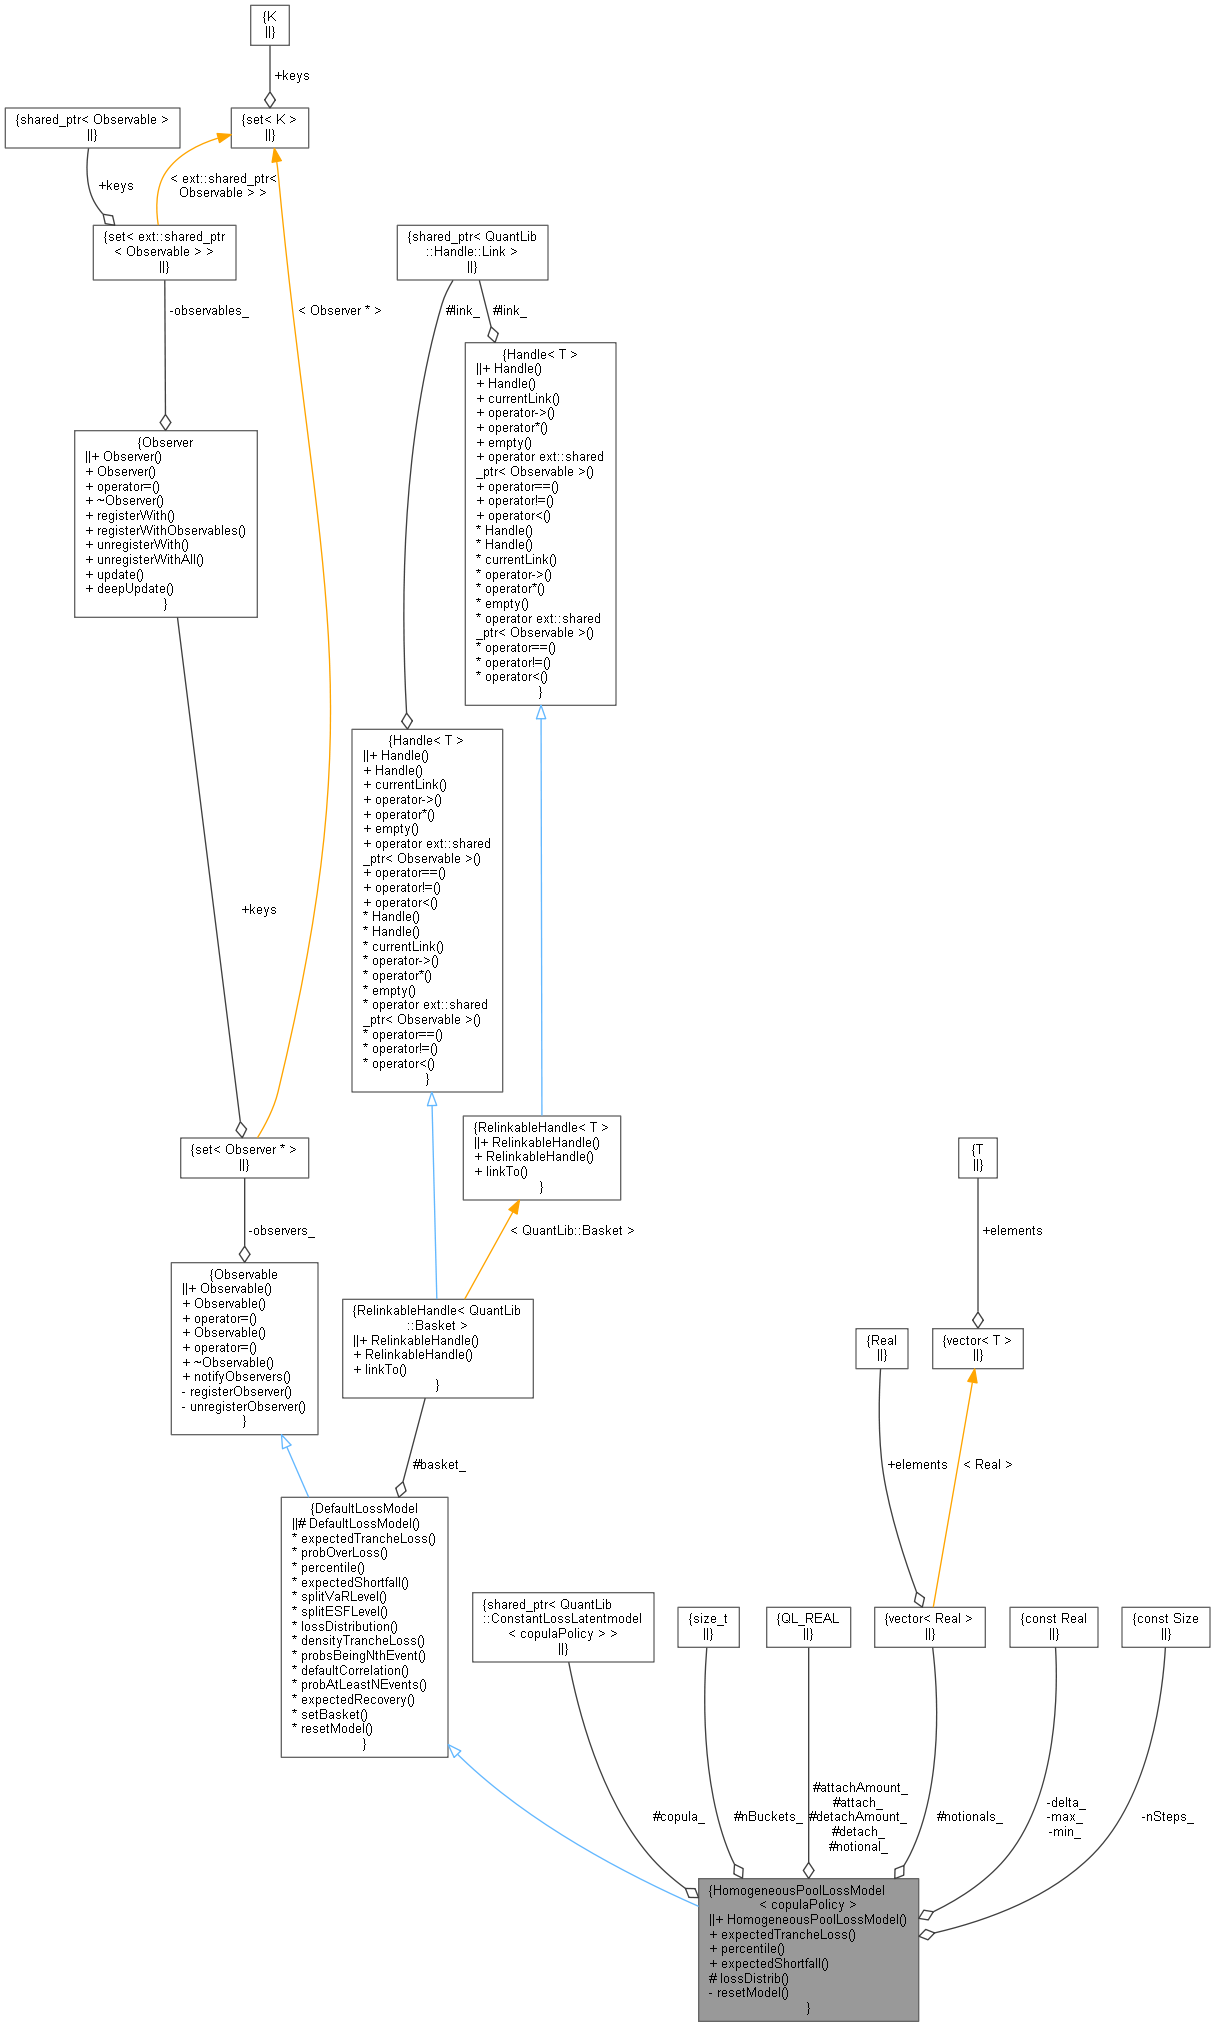 {K
||}
+keys
{shared_ptr< Observable >
||}
{set< K >
||}
+keys
< ext::shared_ptr<
Observable > >
{set< ext::shared_ptr
< Observable > >
||}
{shared_ptr< QuantLib
::Handle::Link >
||}
-observables_
< Observer * >
#link_
#link_
{Handle< T >
||+ Handle()
+ Handle()
+ currentLink()
+ operator->()
+ operator*()
+ empty()
+ operator ext::shared
_ptr< Observable >()
+ operator==()
+ operator!=()
+ operator<()
* Handle()
* Handle()
* currentLink()
* operator->()
* operator*()
* empty()
* operator ext::shared
_ptr< Observable >()
* operator==()
* operator!=()
* operator<()
}
{Observer
||+ Observer()
+ Observer()
+ operator=()
+ ~Observer()
+ registerWith()
+ registerWithObservables()
+ unregisterWith()
+ unregisterWithAll()
+ update()
+ deepUpdate()
}
{Handle< T >
||+ Handle()
+ Handle()
+ currentLink()
+ operator->()
+ operator*()
+ empty()
+ operator ext::shared
_ptr< Observable >()
+ operator==()
+ operator!=()
+ operator<()
* Handle()
* Handle()
* currentLink()
* operator->()
* operator*()
* empty()
* operator ext::shared
_ptr< Observable >()
* operator==()
* operator!=()
* operator<()
}
+keys
{RelinkableHandle< T >
||+ RelinkableHandle()
+ RelinkableHandle()
+ linkTo()
}
{set< Observer * >
||}
{T
||}
-observers_
< QuantLib::Basket >
+elements
{Observable
||+ Observable()
+ Observable()
+ operator=()
+ Observable()
+ operator=()
+ ~Observable()
+ notifyObservers()
- registerObserver()
- unregisterObserver()
}
{RelinkableHandle< QuantLib
::Basket >
||+ RelinkableHandle()
+ RelinkableHandle()
+ linkTo()
}
{Real
||}
{vector< T >
||}
#basket_
+elements
< Real >
{DefaultLossModel
||# DefaultLossModel()
* expectedTrancheLoss()
* probOverLoss()
* percentile()
* expectedShortfall()
* splitVaRLevel()
* splitESFLevel()
* lossDistribution()
* densityTrancheLoss()
* probsBeingNthEvent()
* defaultCorrelation()
* probAtLeastNEvents()
* expectedRecovery()
* setBasket()
* resetModel()
}
{shared_ptr< QuantLib
::ConstantLossLatentmodel
< copulaPolicy > >
||}
{size_t
||}
{QL_REAL
||}
{vector< Real >
||}
{const Real
||}
{const Size
||}
#copula_
#nBuckets_
#attachAmount_
#attach_
#detachAmount_
#detach_
#notional_
#notionals_
-delta_
-max_
-min_
-nSteps_
{HomogeneousPoolLossModel
< copulaPolicy >
||+ HomogeneousPoolLossModel()
+ expectedTrancheLoss()
+ percentile()
+ expectedShortfall()
# lossDistrib()
- resetModel()
}